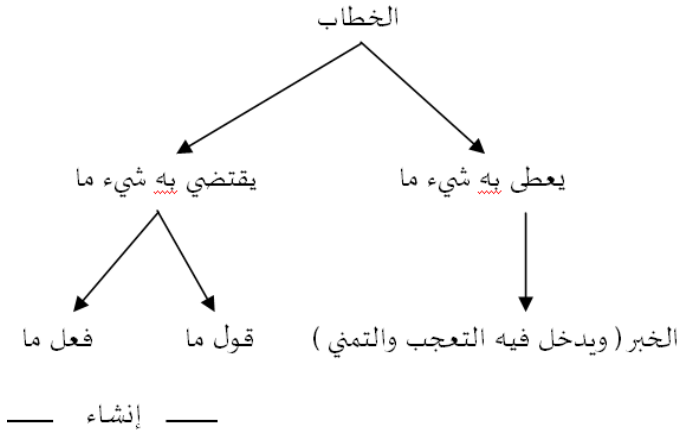 الخطاب
يعطى به شيء ما يقتضي به شيء ما
الخبر ( ويدخل فيه التعجب والتمني ) قول ما فعل ما
إنشاء